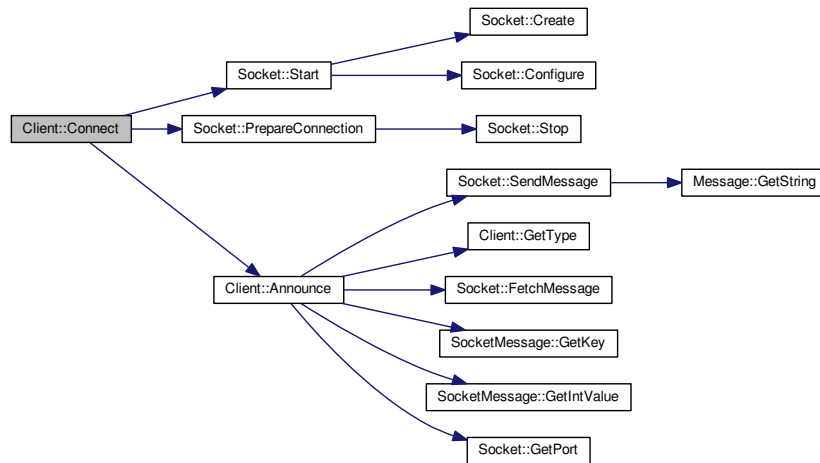 Socket::Create
Socket::Start
Socket::Configure
Client::Connect
Socket::PrepareConnection
Socket::Stop
Socket::SendMessage
Message::GetString
Client::GetType
Client::Announce
Socket::FetchMessage
SocketMessage::GetKey
SocketMessage::GetIntValue
Socket::GetPort